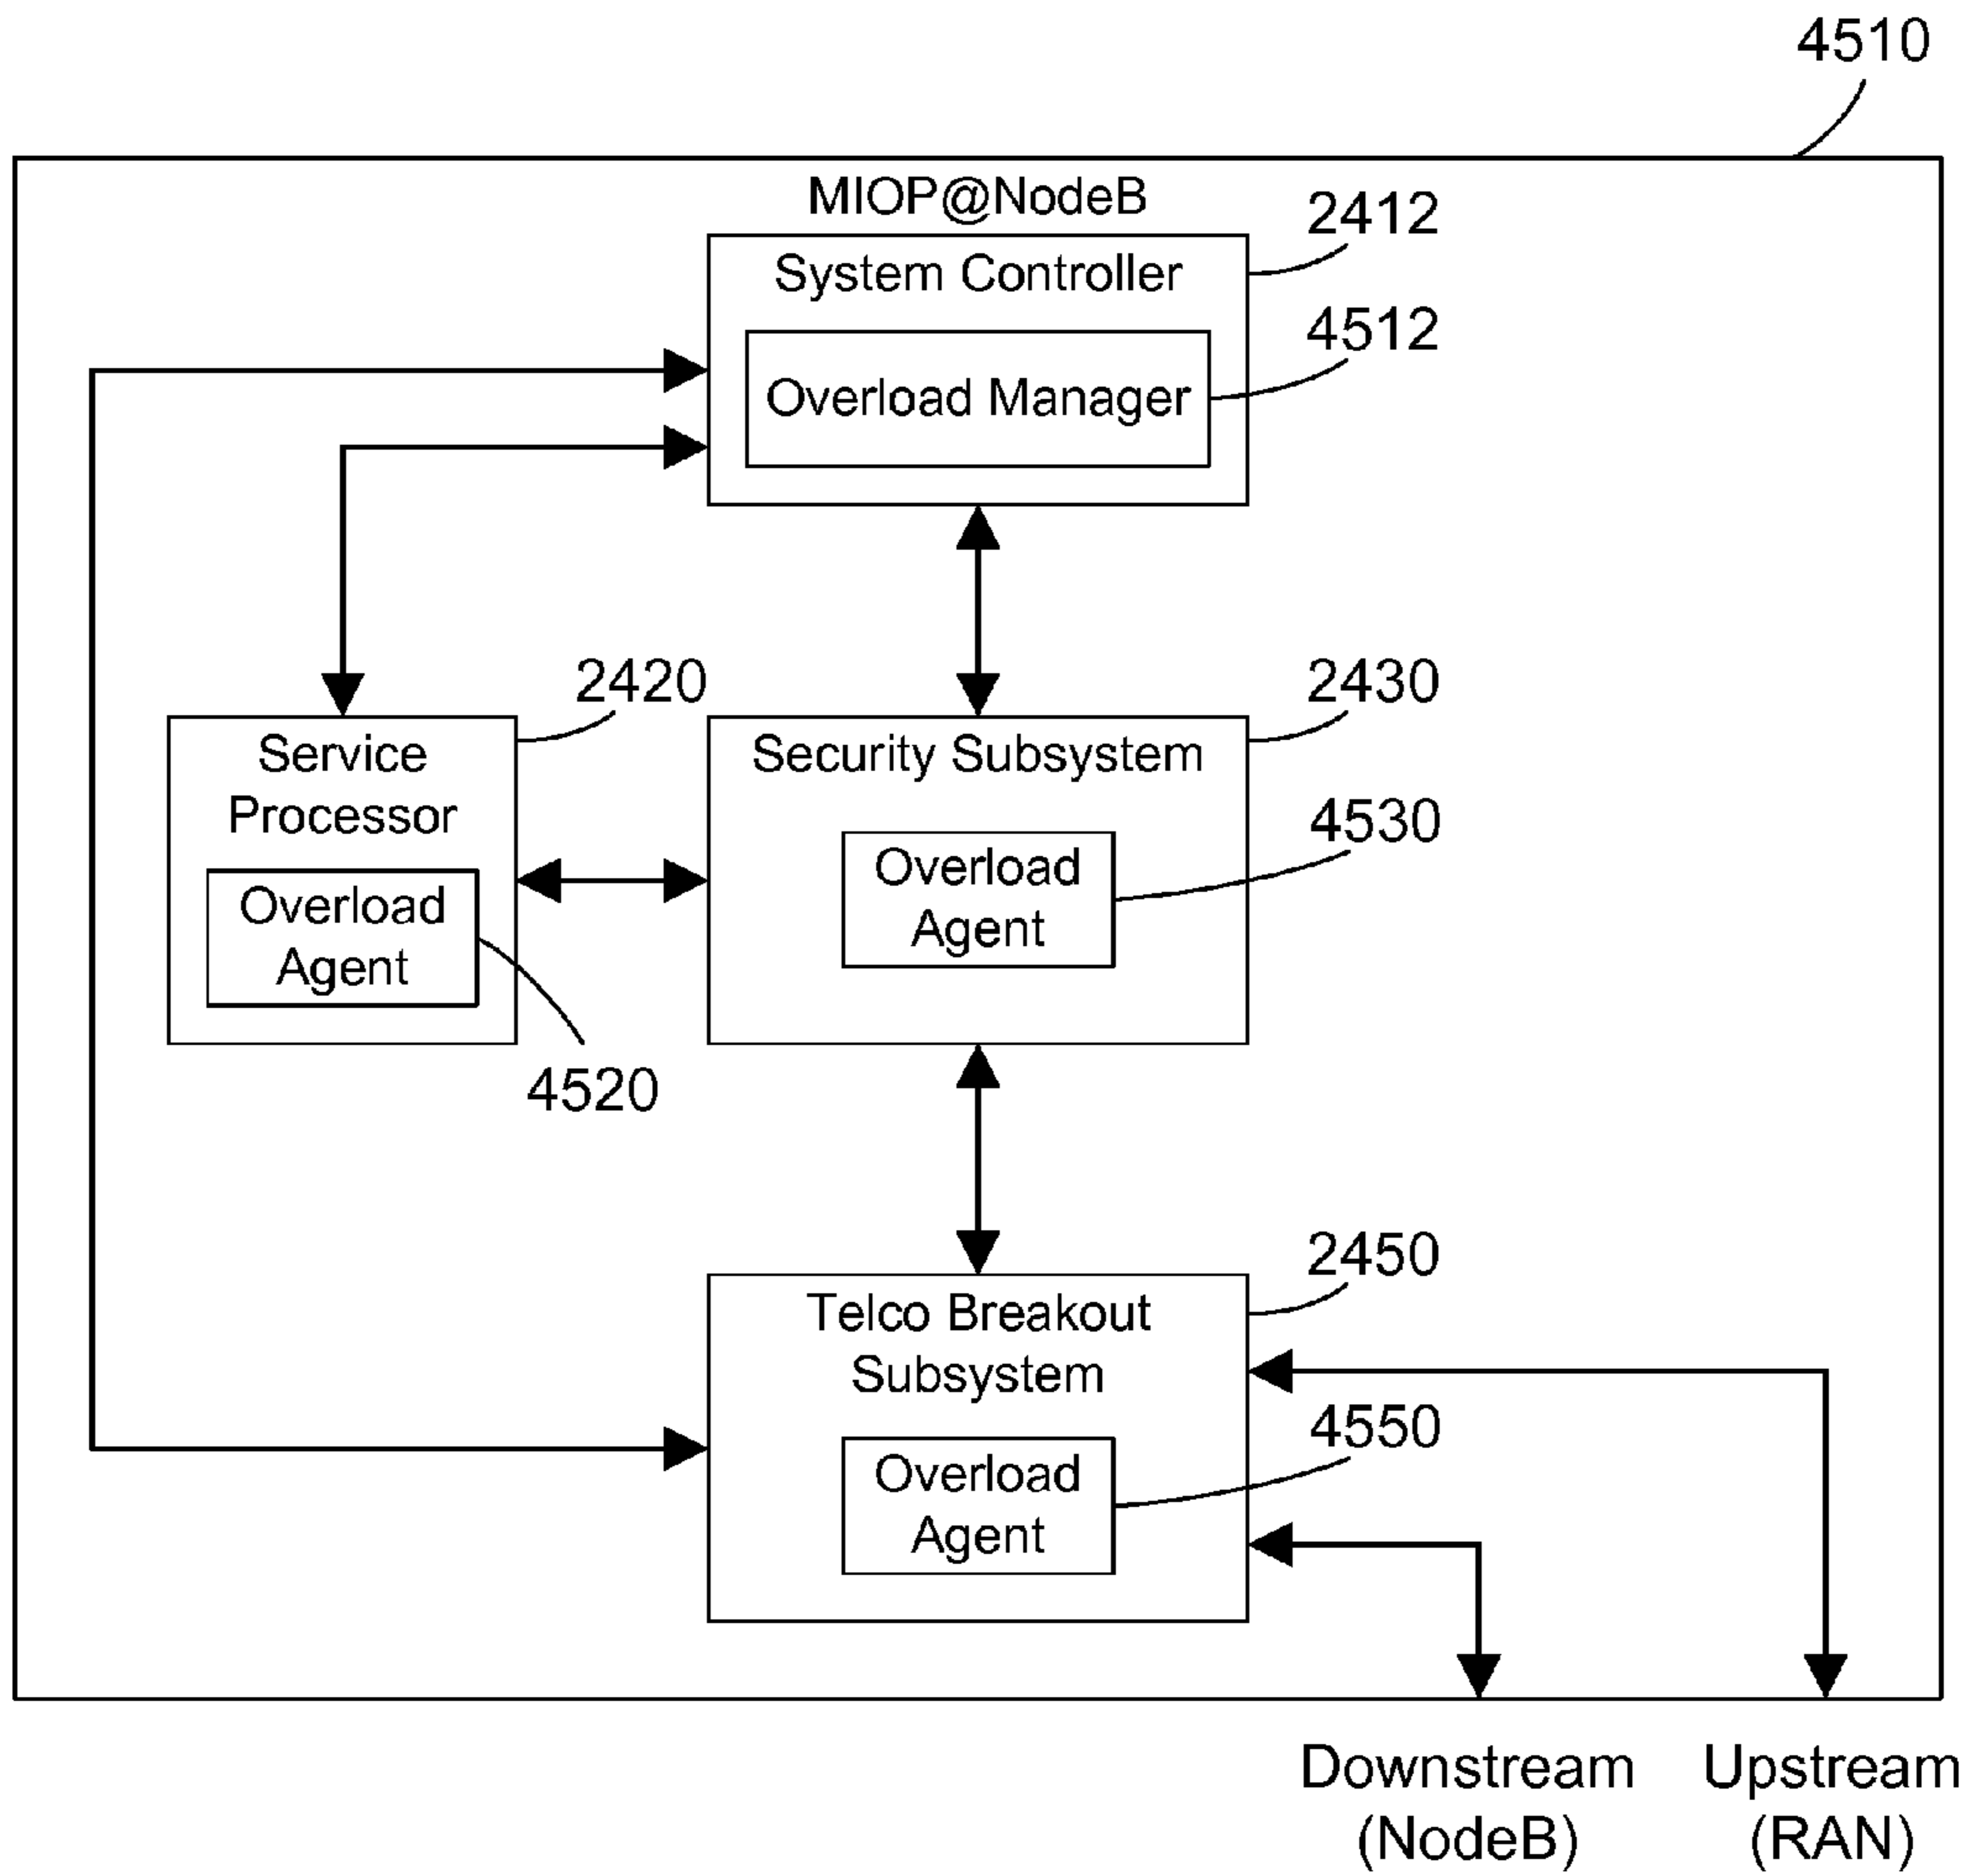 4510
MIOP@NodeB
2412
System Controller
4512
Overload Manager
2420
2430
Service
Processor
Security Subsystem
4530
Overload
Agent
Overload
Agent
4520
2450
Telco Breakout
Subsystem
4550
Overload
Agent
Downstream
(NodeB)
Upstream
(RAN)